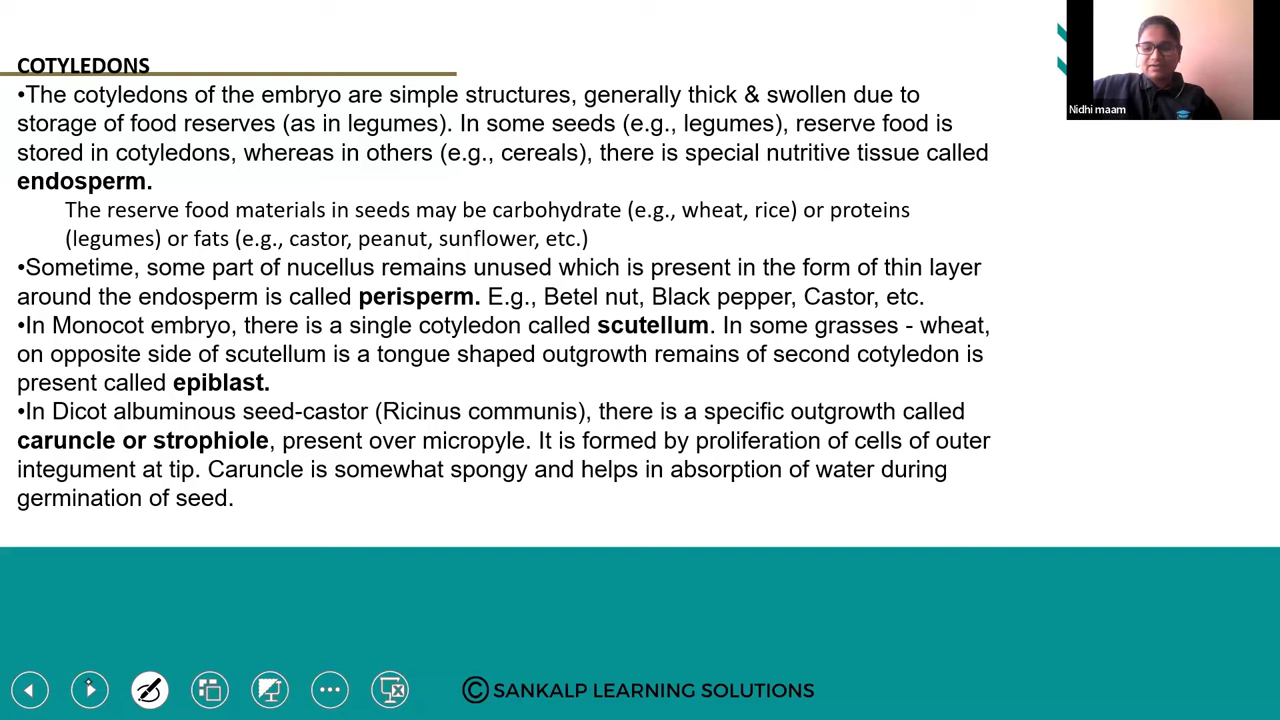 COTYLEDONS
•The cotyledons of the embryo are simple structures, generally thick & swollen due to
storage of food reserves (as in legumes). In some seeds (e.g., legumes), reserve food is
stored in cotyledons, whereas in others (e.g., cereals), there is special nutritive tissue called
endosperm.
The reserve food materials in seeds may be carbohydrate (e.g., wheat, rice) or proteins
(legumes) or fats (e.g., castor, peanut, sunflower, etc.)
•Sometime, some part of nucellus remains unused which is present in the form of thin layer
around the endosperm is called perisperm. E.g., Betel nut, Black pepper, Castor, etc.
•In Monocot embryo, there is a single cotyledon called scutellum. In some grasses - wheat,
on opposite side of scutellum is a tongue shaped outgrowth remains of second cotyledon is
present called epiblast.
•In Dicot albuminous seed-castor (Ricinus communis), there is a specific outgrowth called
caruncle or strophiole, present over micropyle. It is formed by proliferation of cells of outer
integument at tip. Caruncle is somewhat spongy and helps in absorption of water during
germination of seed.
Nidhi maam
© SANKALP LEARNING SOLUTIONS